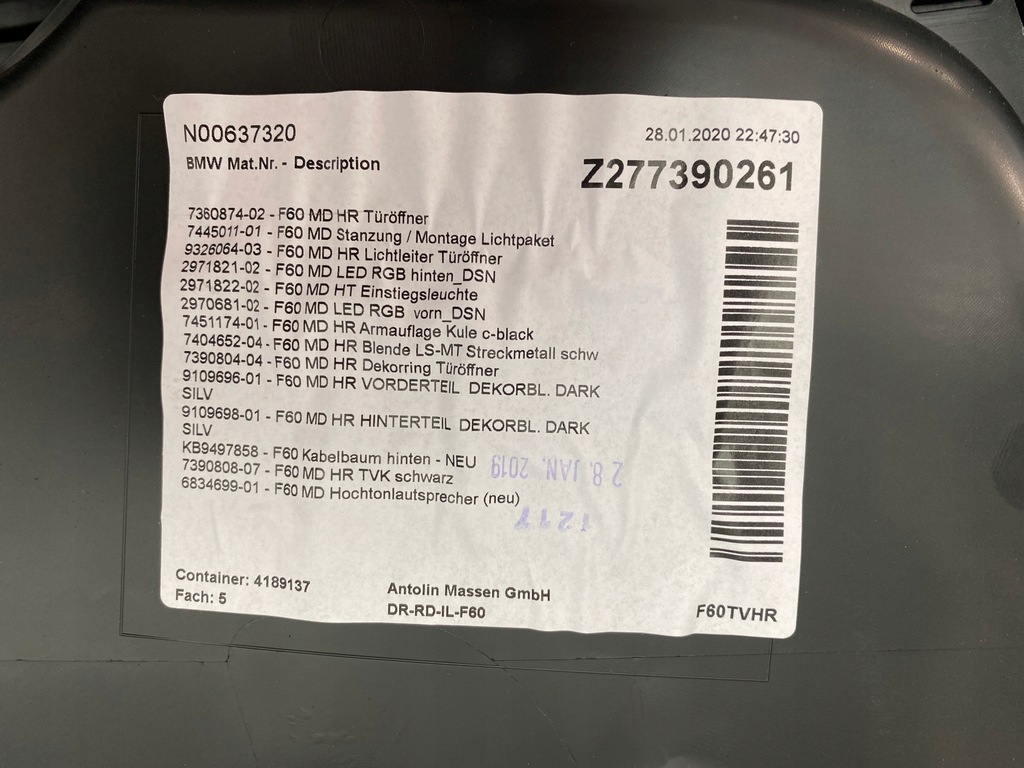 N00637320
28.01.2020 22:47:30
BMW Mat.Nr. - Description
Z277390261
7360874-02 - F60 MD HR Türöffner
7445011-01 - F60 MD Stanzung / Montage Lichtpaket
9326064-03 - F60 MD HR Lichtleiter Türöffner
2971821-02 - F60 MD LED RGB hinten_DSN
2971822-02 - F60 MD HT Einstiegsleuchte
2970681-02 - F60 MD LED RGB vorn_DSN
7451174-01 - F60 MD HR Armauflage Kule c-black
7404652-04 - F60 MD HR Blende LS-MT Streckmetall schw
7390804-04 - F60 MD HR Dekorring Türöffner
9109696-01 - F60 MD HR VORDERTEIL DEKORBL. DARK
SILV
9109698-01 - F60 MD HR HINTERTEIL DEKORBL. DARK
SILV
KB9497858 - F60 Kabelbaum hinten - NEU
7390808-07 - F60 MD HR TVK schwarz
6834699-01 - F60 MD Hochtonlautsprecher (neu)
28. JAN. 2019
1217
Container: 4189137
Fach: 5
Antolin Massen GmbH
DR-RD-IL-F60
F60TVHR